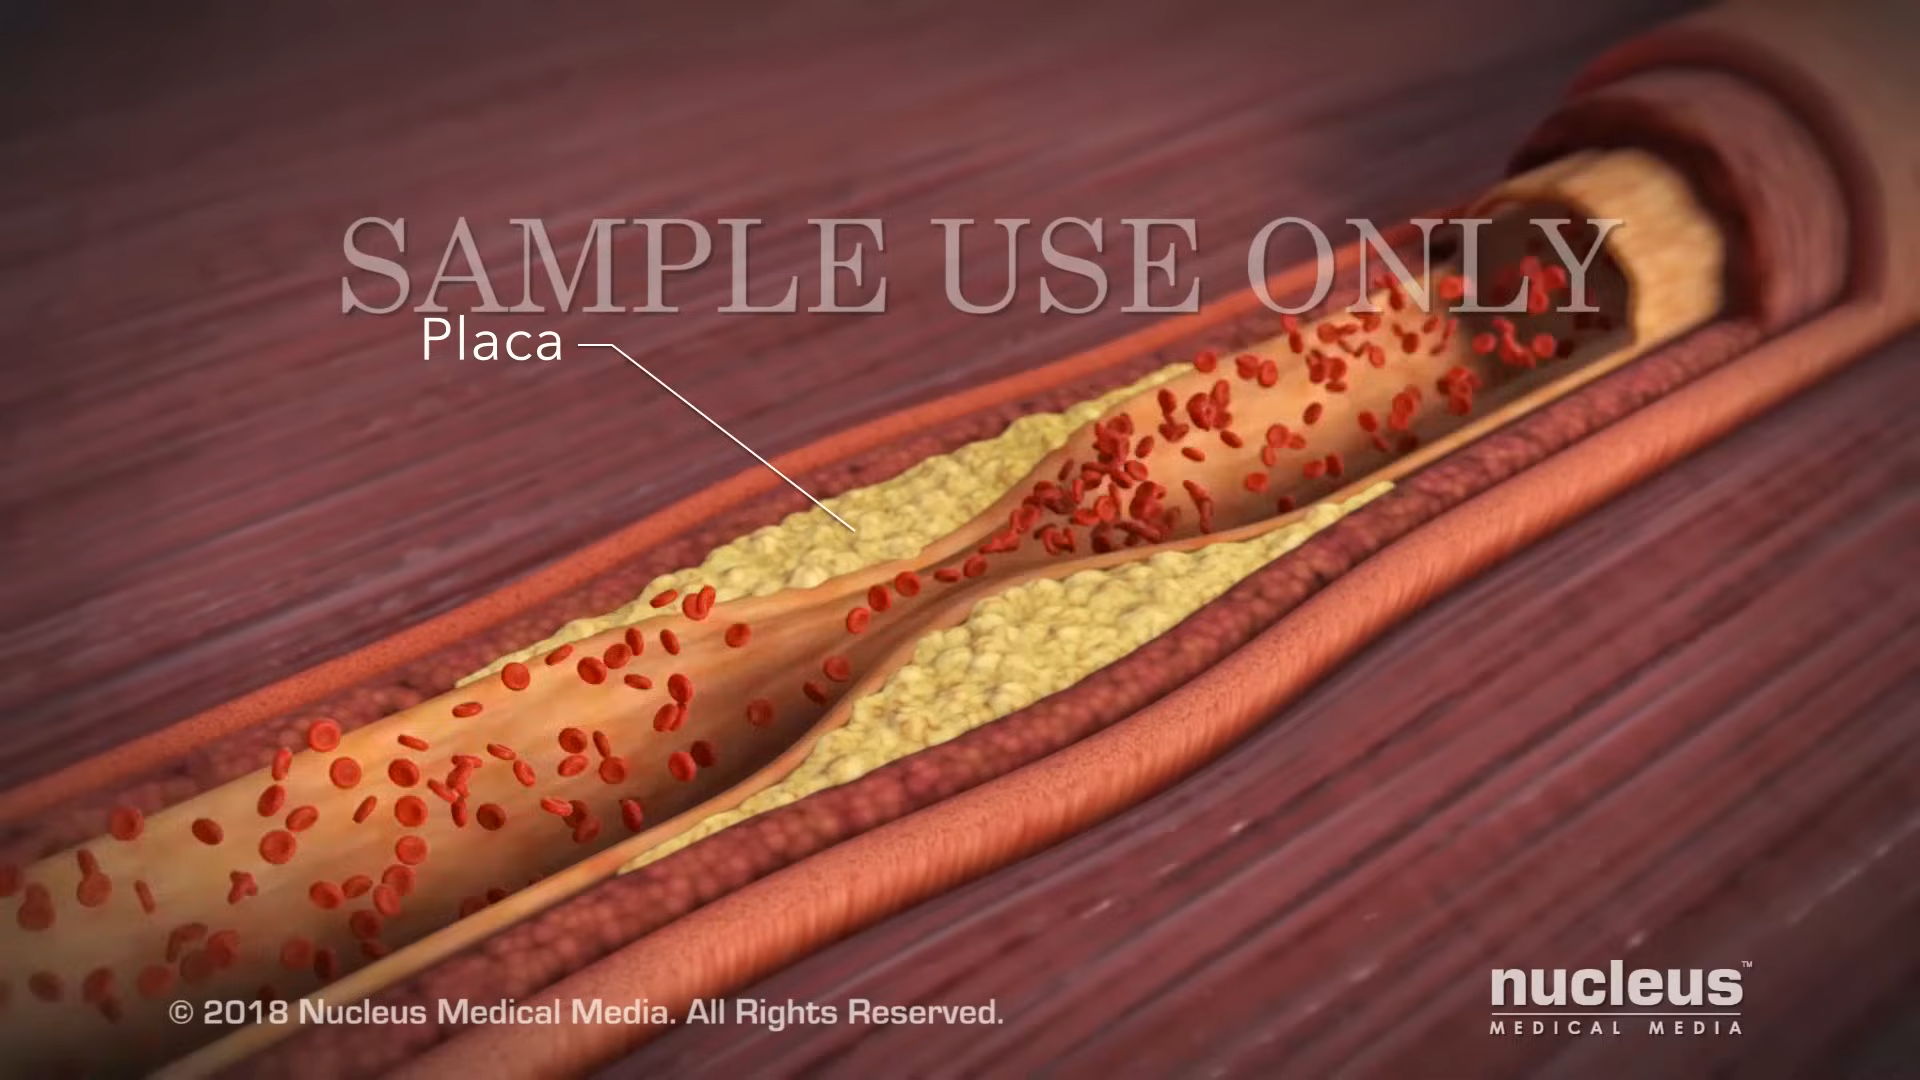 SAMPLE USE ONLY
Placa
© 2018 Nucleus Medical Media. All Rights Reserved.
nucleus™
MEDICAL MEDIA